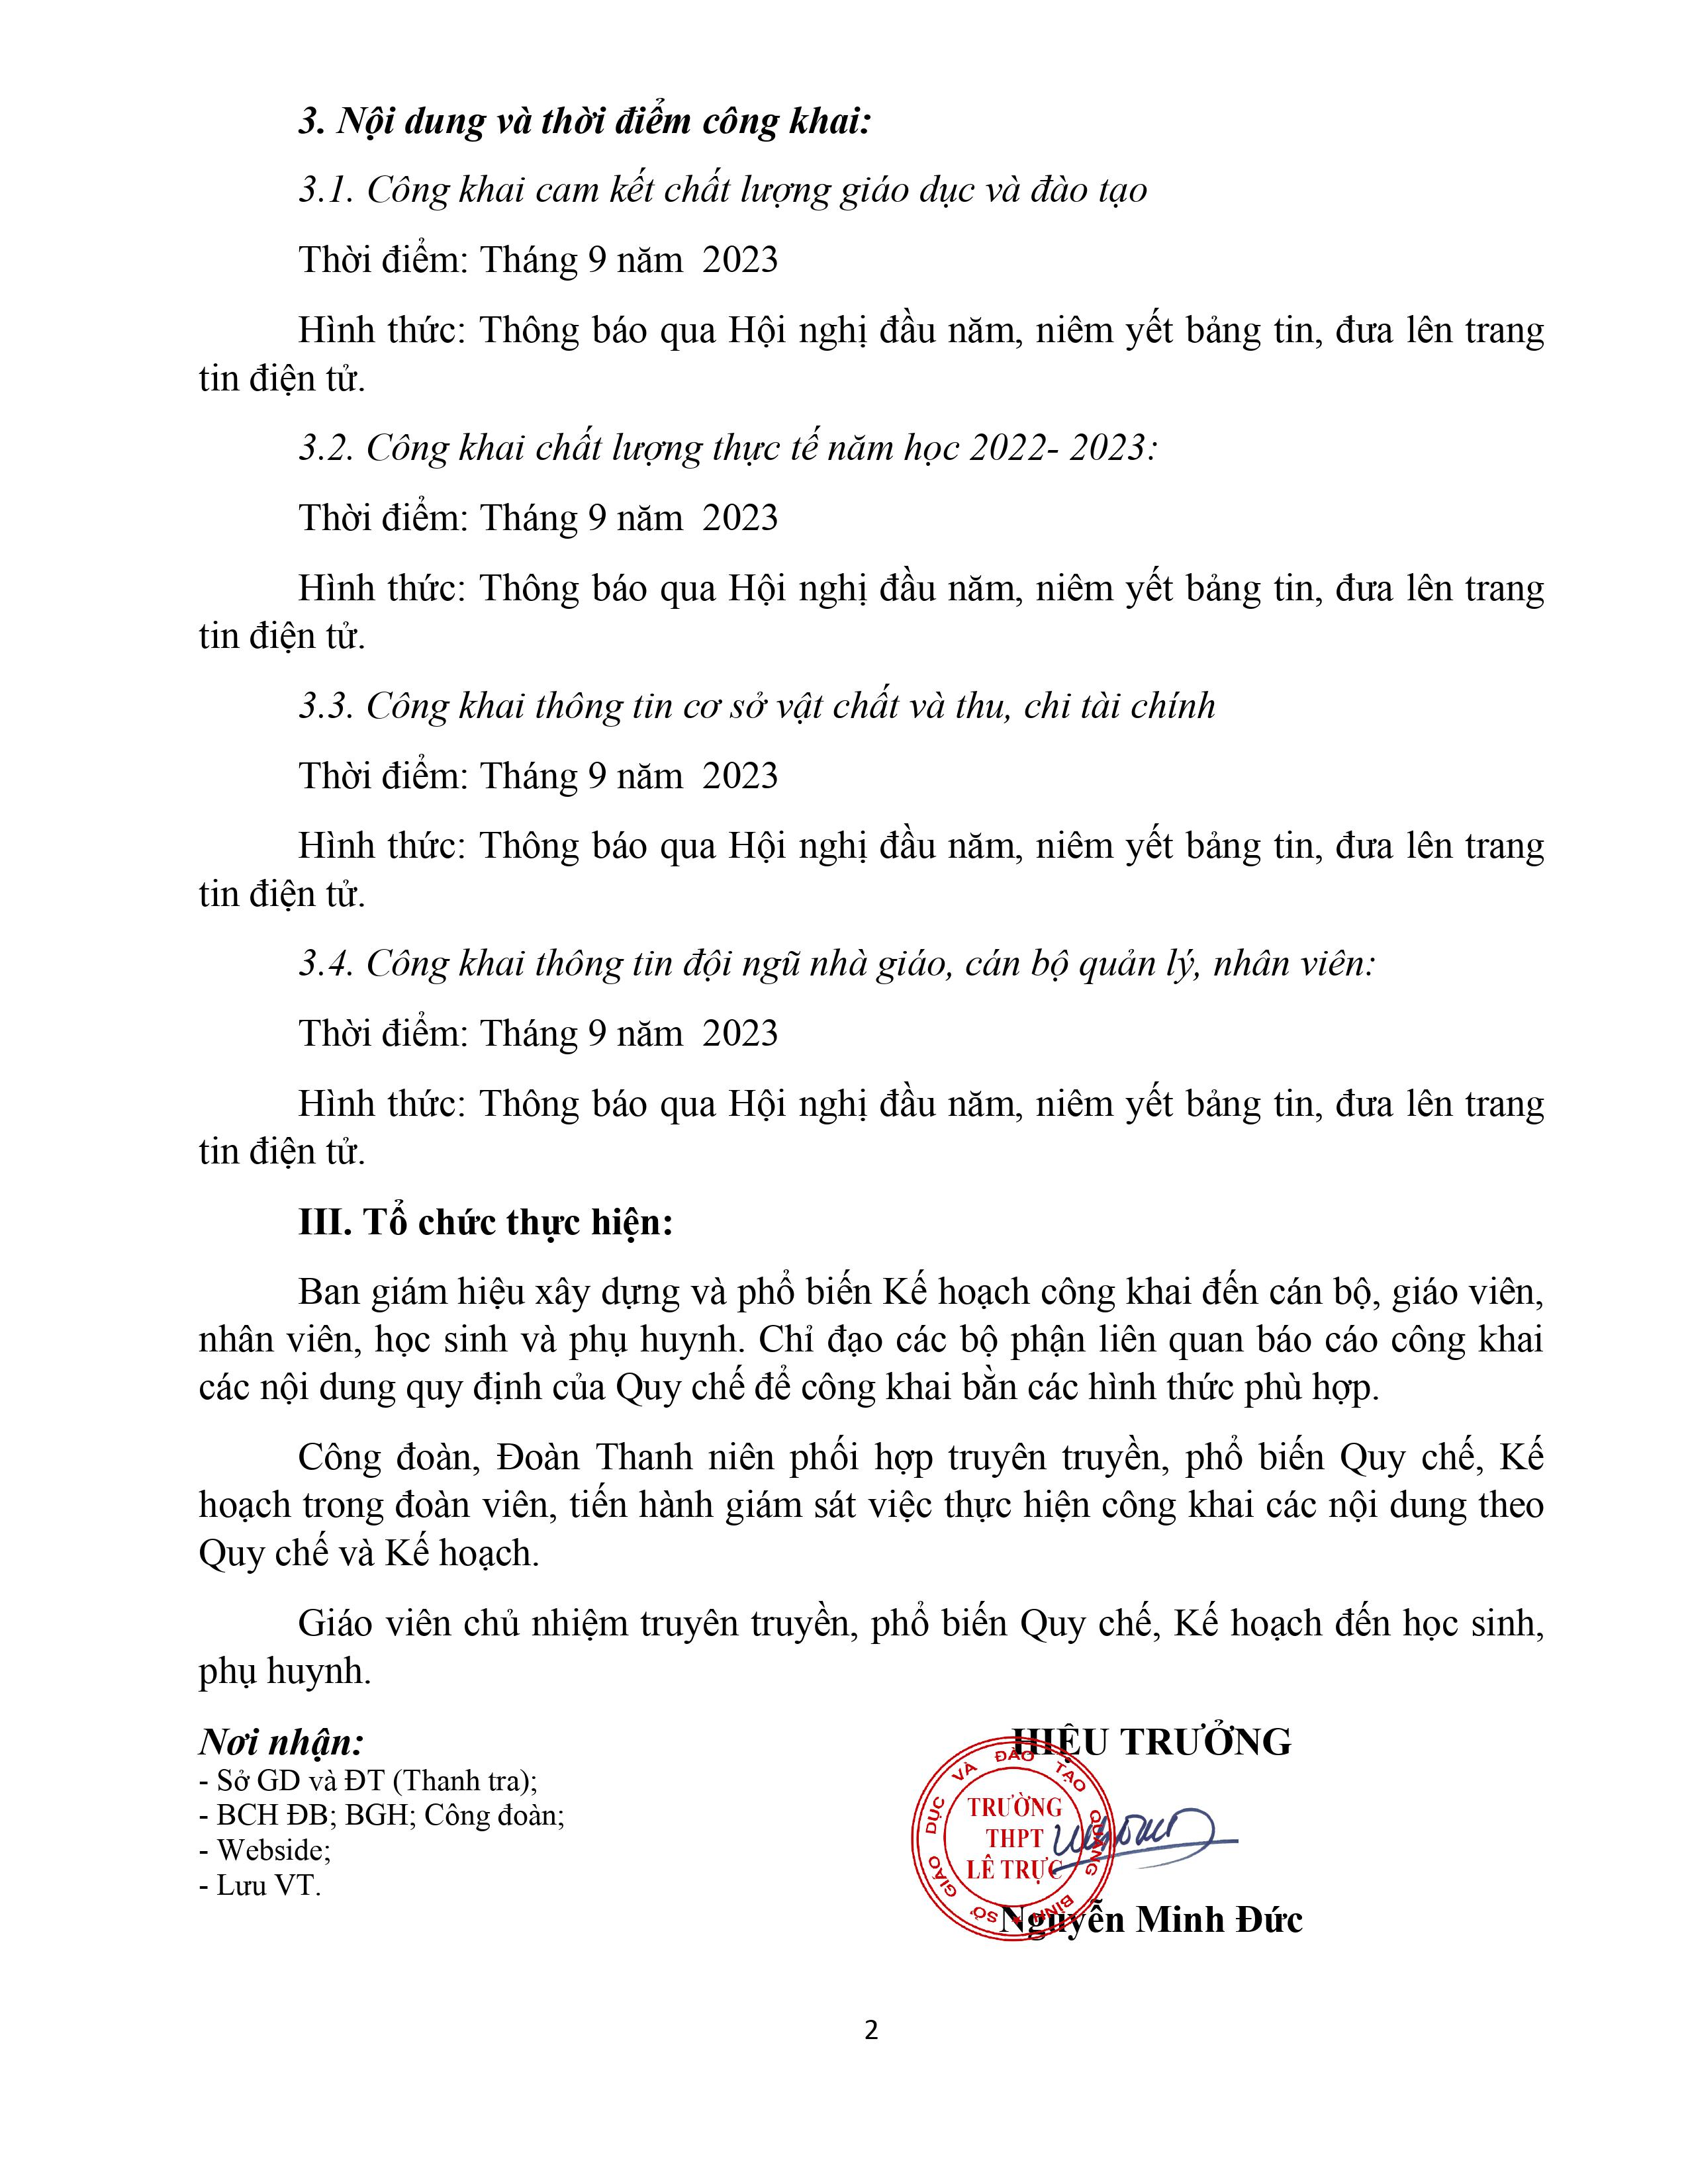 3. Nội dung và thời điểm công khai:
3.1. Công khai cam kết chất lượng giáo dục và đào tạo
Thời điểm: Tháng 9 năm  2023
Hình thức: Thông báo qua Hội nghị đầu năm, niêm yết bảng tin, đưa lên trang
tin điện tử.
3.2. Công khai chất lượng thực tế năm học 2022- 2023:
Thời điểm: Tháng 9 năm  2023
Hình thức: Thông báo qua Hội nghị đầu năm, niêm yết bảng tin, đưa lên trang
tin điện tử.
3.3. Công khai thông tin cơ sở vật chất và thu, chi tài chính
Thời điểm: Tháng 9 năm  2023
Hình thức: Thông báo qua Hội nghị đầu năm, niêm yết bảng tin, đưa lên trang
tin điện tử.
3.4. Công khai thông tin đội ngũ nhà giáo, cán bộ quản lý, nhân viên:
Thời điểm: Tháng 9 năm  2023
Hình thức: Thông báo qua Hội nghị đầu năm, niêm yết bảng tin, đưa lên trang
tin điện tử.
III. Tổ chức thực hiện:
Ban giám hiệu xây dựng và phổ biến Kế hoạch công khai đến cán bộ, giáo viên,
nhân viên, học sinh và phụ huynh. Chỉ đạo các bộ phận liên quan báo cáo công khai
các nội dung quy định của Quy chế để công khai bằn các hình thức phù hợp.
Công đoàn, Đoàn Thanh niên phối hợp truyên truyền, phổ biến Quy chế, Kế
hoạch trong đoàn viên, tiến hành giám sát việc thực hiện công khai các nội dung theo
Quy chế và Kế hoạch.
Giáo viên chủ nhiệm truyên truyền, phổ biến Quy chế, Kế hoạch đến học sinh,
phụ huynh.
Nơi nhận:
- Sở GD và ĐT (Thanh tra);
- BCH ĐB; BGH; Công đoàn;
- Webside;
- Lưu VT.
HIỆU TRƯỞNG
SỞ GIÁO DỤC VÀ ĐÀO TẠO QUẢNG BÌNH
TRƯỜNG
THPT
LÊ TRỰC
Nguyễn Minh Đức
2